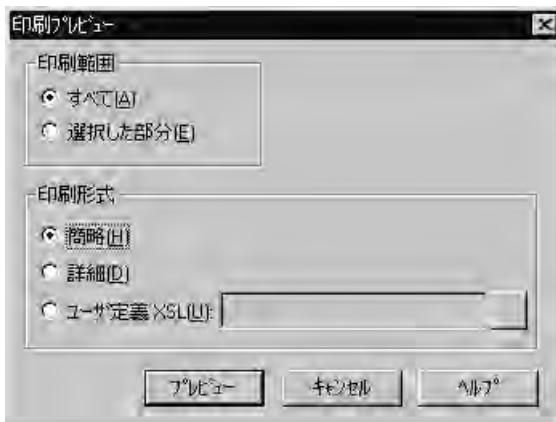 印刷ﾌﾟﾚﾋﾞｭｰ
印刷範囲
すべて(A)
選択した部分(E)
印刷形式
簡略(H)
詳細(D)
ユーザ定義XSL(U):
ﾌﾟﾚﾋﾞｭｰ
ｷｬﾝｾﾙ
ﾍﾙﾌﾟ